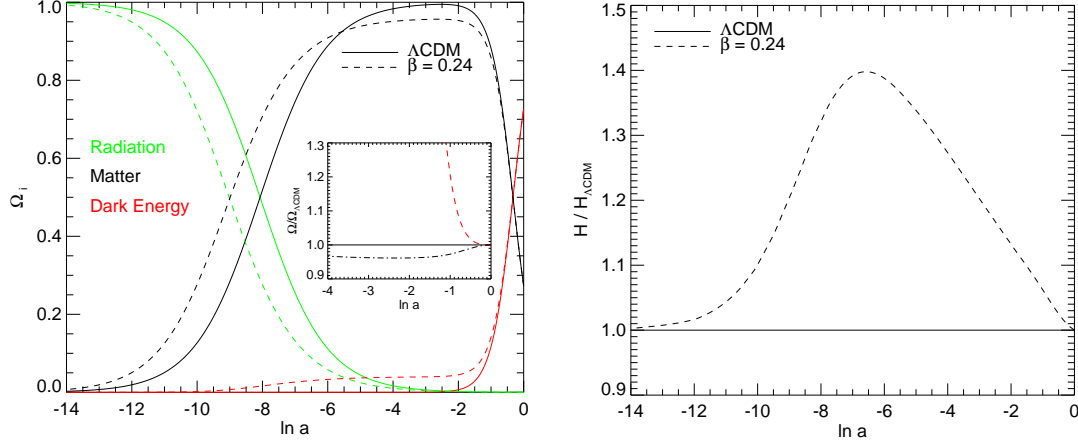 1.0
0.8
0.6
0.4
0.2
0.0
Ω i
ΛCDM
β = 0.24
Radiation
Matter
Dark Energy
1.3
1.2
1.1
1.0
0.9
Ω/Ω ΛCDM
-4 -3 -2 -1 0
ln a
-14 -12 -10 -8 -6 -4 -2 0
ln a
1.5
1.4
1.3
1.2
1.1
1.0
0.9
H / H ΛCDM
ΛCDM
β = 0.24
-14 -12 -10 -8 -6 -4 -2 0
ln a